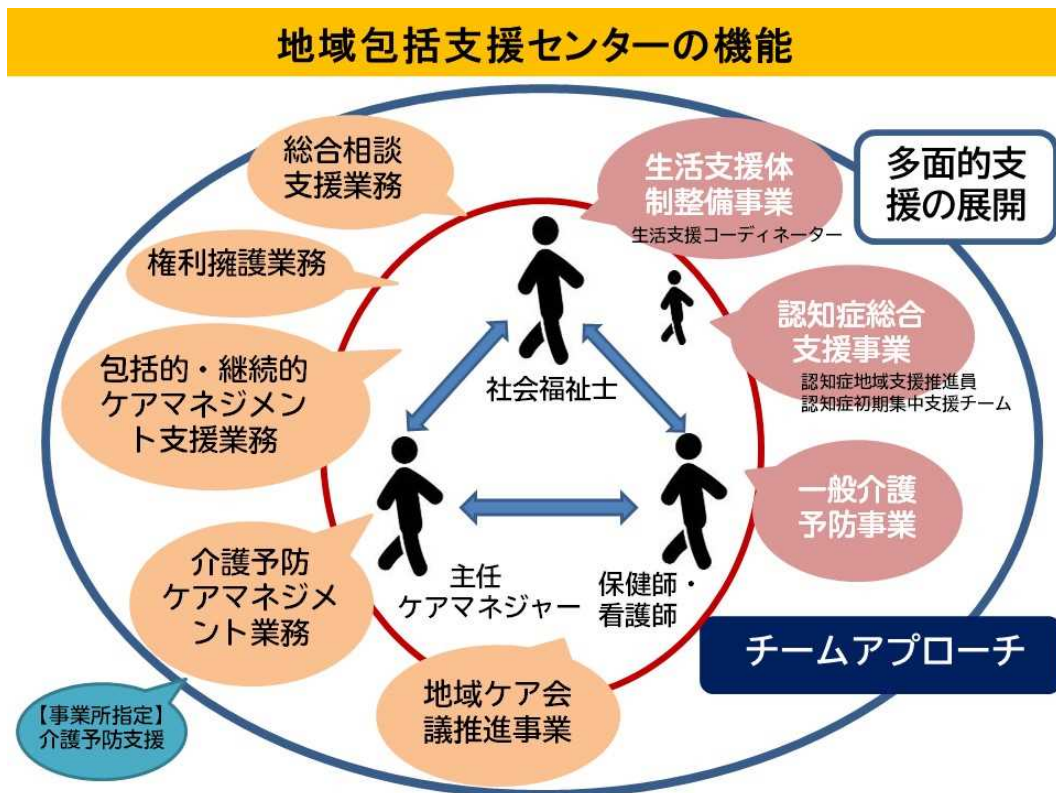 地域包括支援センターの機能
総合相談
支援業務
生活支援体
制整備事業
生活支援コーディネーター
多面的支
援の展開
権利擁護業務
認知症総合
支援事業
認知症地域支援推進員
認知症初期集中支援チーム
包括的・継続的
ケアマネジメン
ト支援業務
社会福祉士
一般介護
予防事業
介護予防
ケアマネジメ
ント業務
主任
ケアマネジャー
保健師・
看護師
チームアプローチ
地域ケア会
議推進事業
【事業所指定】
介護予防支援